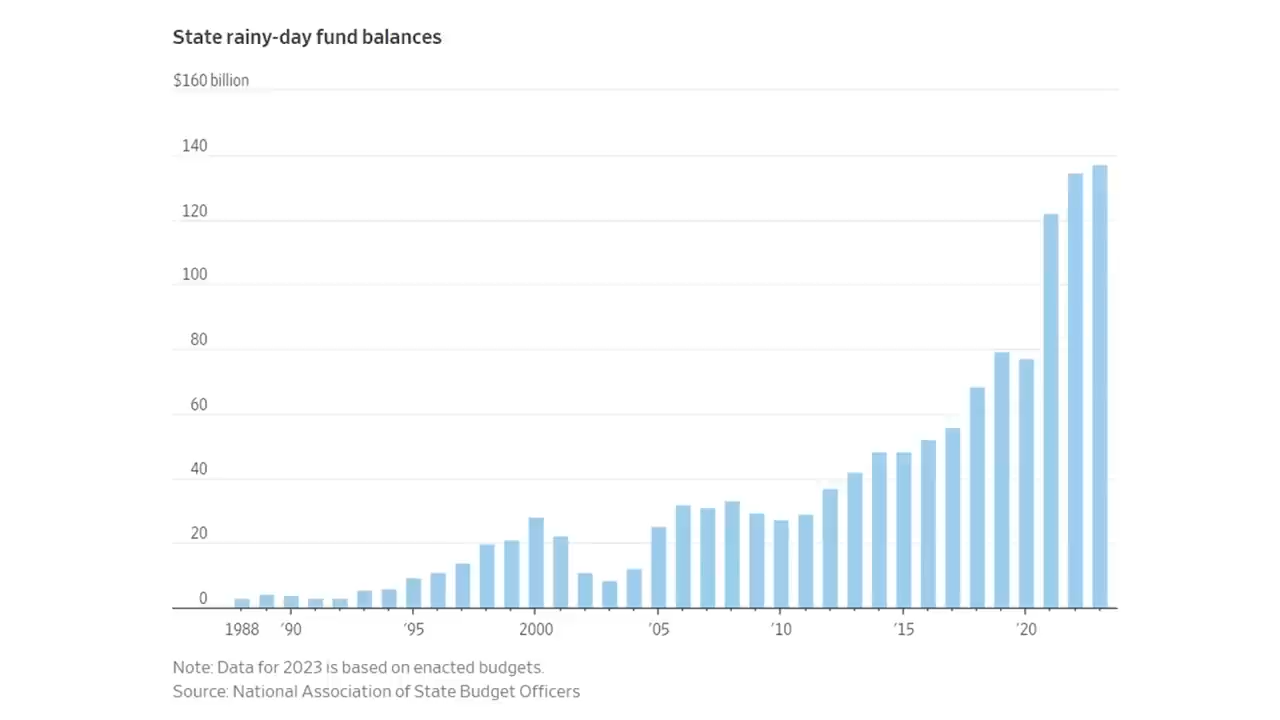 State rainy-day fund balances
$160 billion
140
120
100
80
60
40
20
0
1988 ’90 ’95 2000 ’05 ’10 ’15 ’20
Note: Data for 2023 is based on enacted budgets.
Source: National Association of State Budget Officers